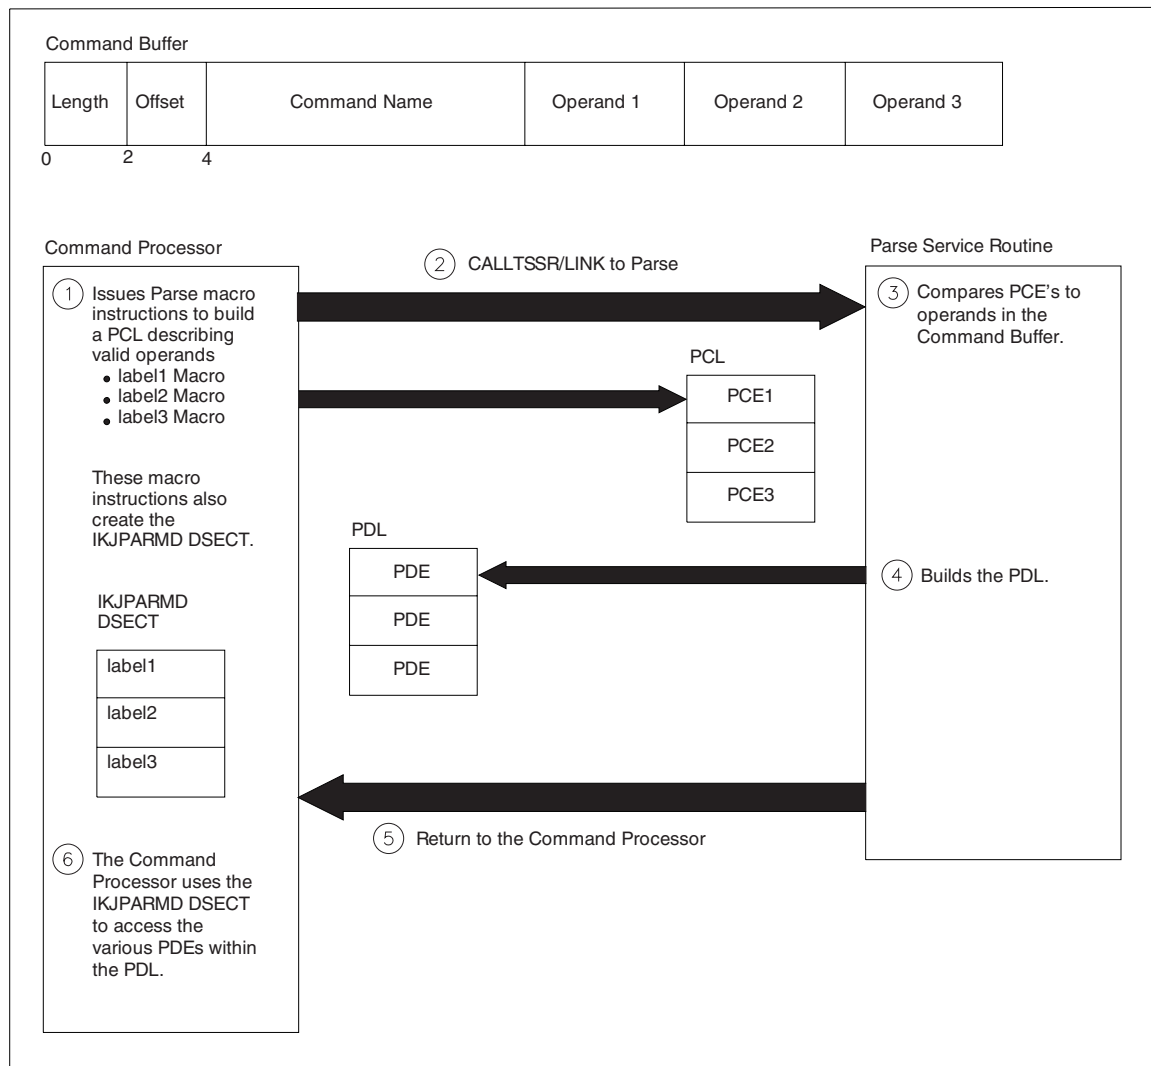 Command Buffer
Length
Offset
Command Name
Operand 1
Operand 2
Operand 3
0
2
4
Command Processor
1 Issues Parse macro
instructions to build
a PCL describing
valid operands
• label1 Macro
• label2 Macro
• label3 Macro
These macro
instructions also
create the
IKJPARMD DSECT.
IKJPARMD
DSECT
label1
label2
label3
6 The Command
Processor uses the
IKJPARMD DSECT
to access the
various PDEs within
the PDL.
2 CALLTSSR/LINK to Parse
PCL
PCE1
PCE2
PCE3
PDL
PDE
PDE
PDE
5 Return to the Command Processor
Parse Service Routine
3 Compares PCE's to
operands in the
Command Buffer.
4 Builds the PDL.